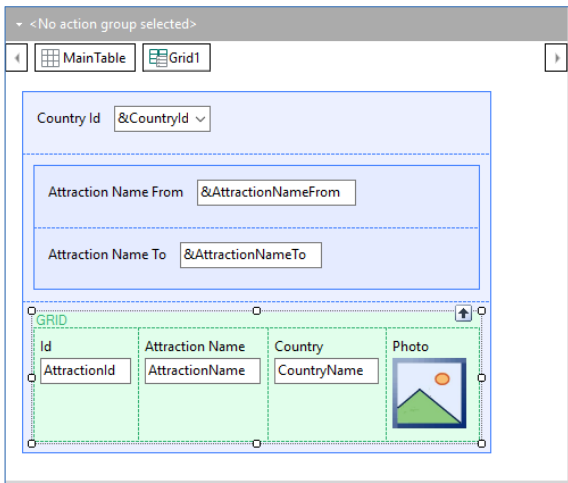 <No action group selected>
MainTable Grid1
Country Id &CountryId
Attraction Name From &AttractionNameFrom
Attraction Name To &AttractionNameTo
GRID
Id Attraction Name Country Photo
AttractionId AttractionName CountryName